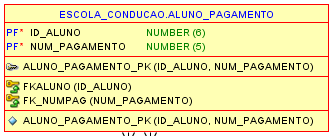 ESCOLA_CONDUCAO.ALUNO_PAGAMENTO
PF* ID_ALUNO NUMBER (6)
PF* NUM_PAGAMENTO NUMBER (5)
ALUNO_PAGAMENTO_PK (ID_ALUNO, NUM_PAGAMENTO)
FKALUNO (ID_ALUNO)
FK_NUMPAG (NUM_PAGAMENTO)
ALUNO_PAGAMENTO_PK (ID_ALUNO, NUM_PAGAMENTO)